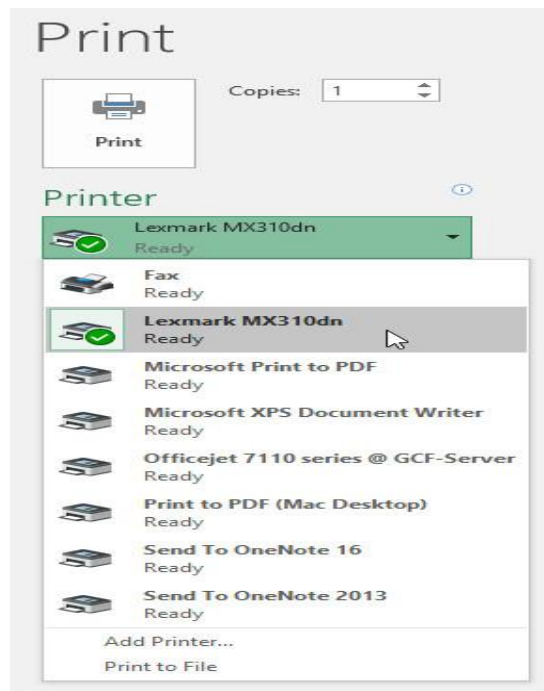 Print
Copies: 1
Print
Printer
Lexmark MX310dn
Ready
Fax
Ready
Lexmark MX310dn
Ready
Microsoft Print to PDF
Ready
Microsoft XPS Document Writer
Ready
Officejet 7110 series @ GCF-Server
Ready
Print to PDF (Mac Desktop)
Ready
Send To OneNote 16
Ready
Send To OneNote 2013
Ready
Add Printer...
Print to File